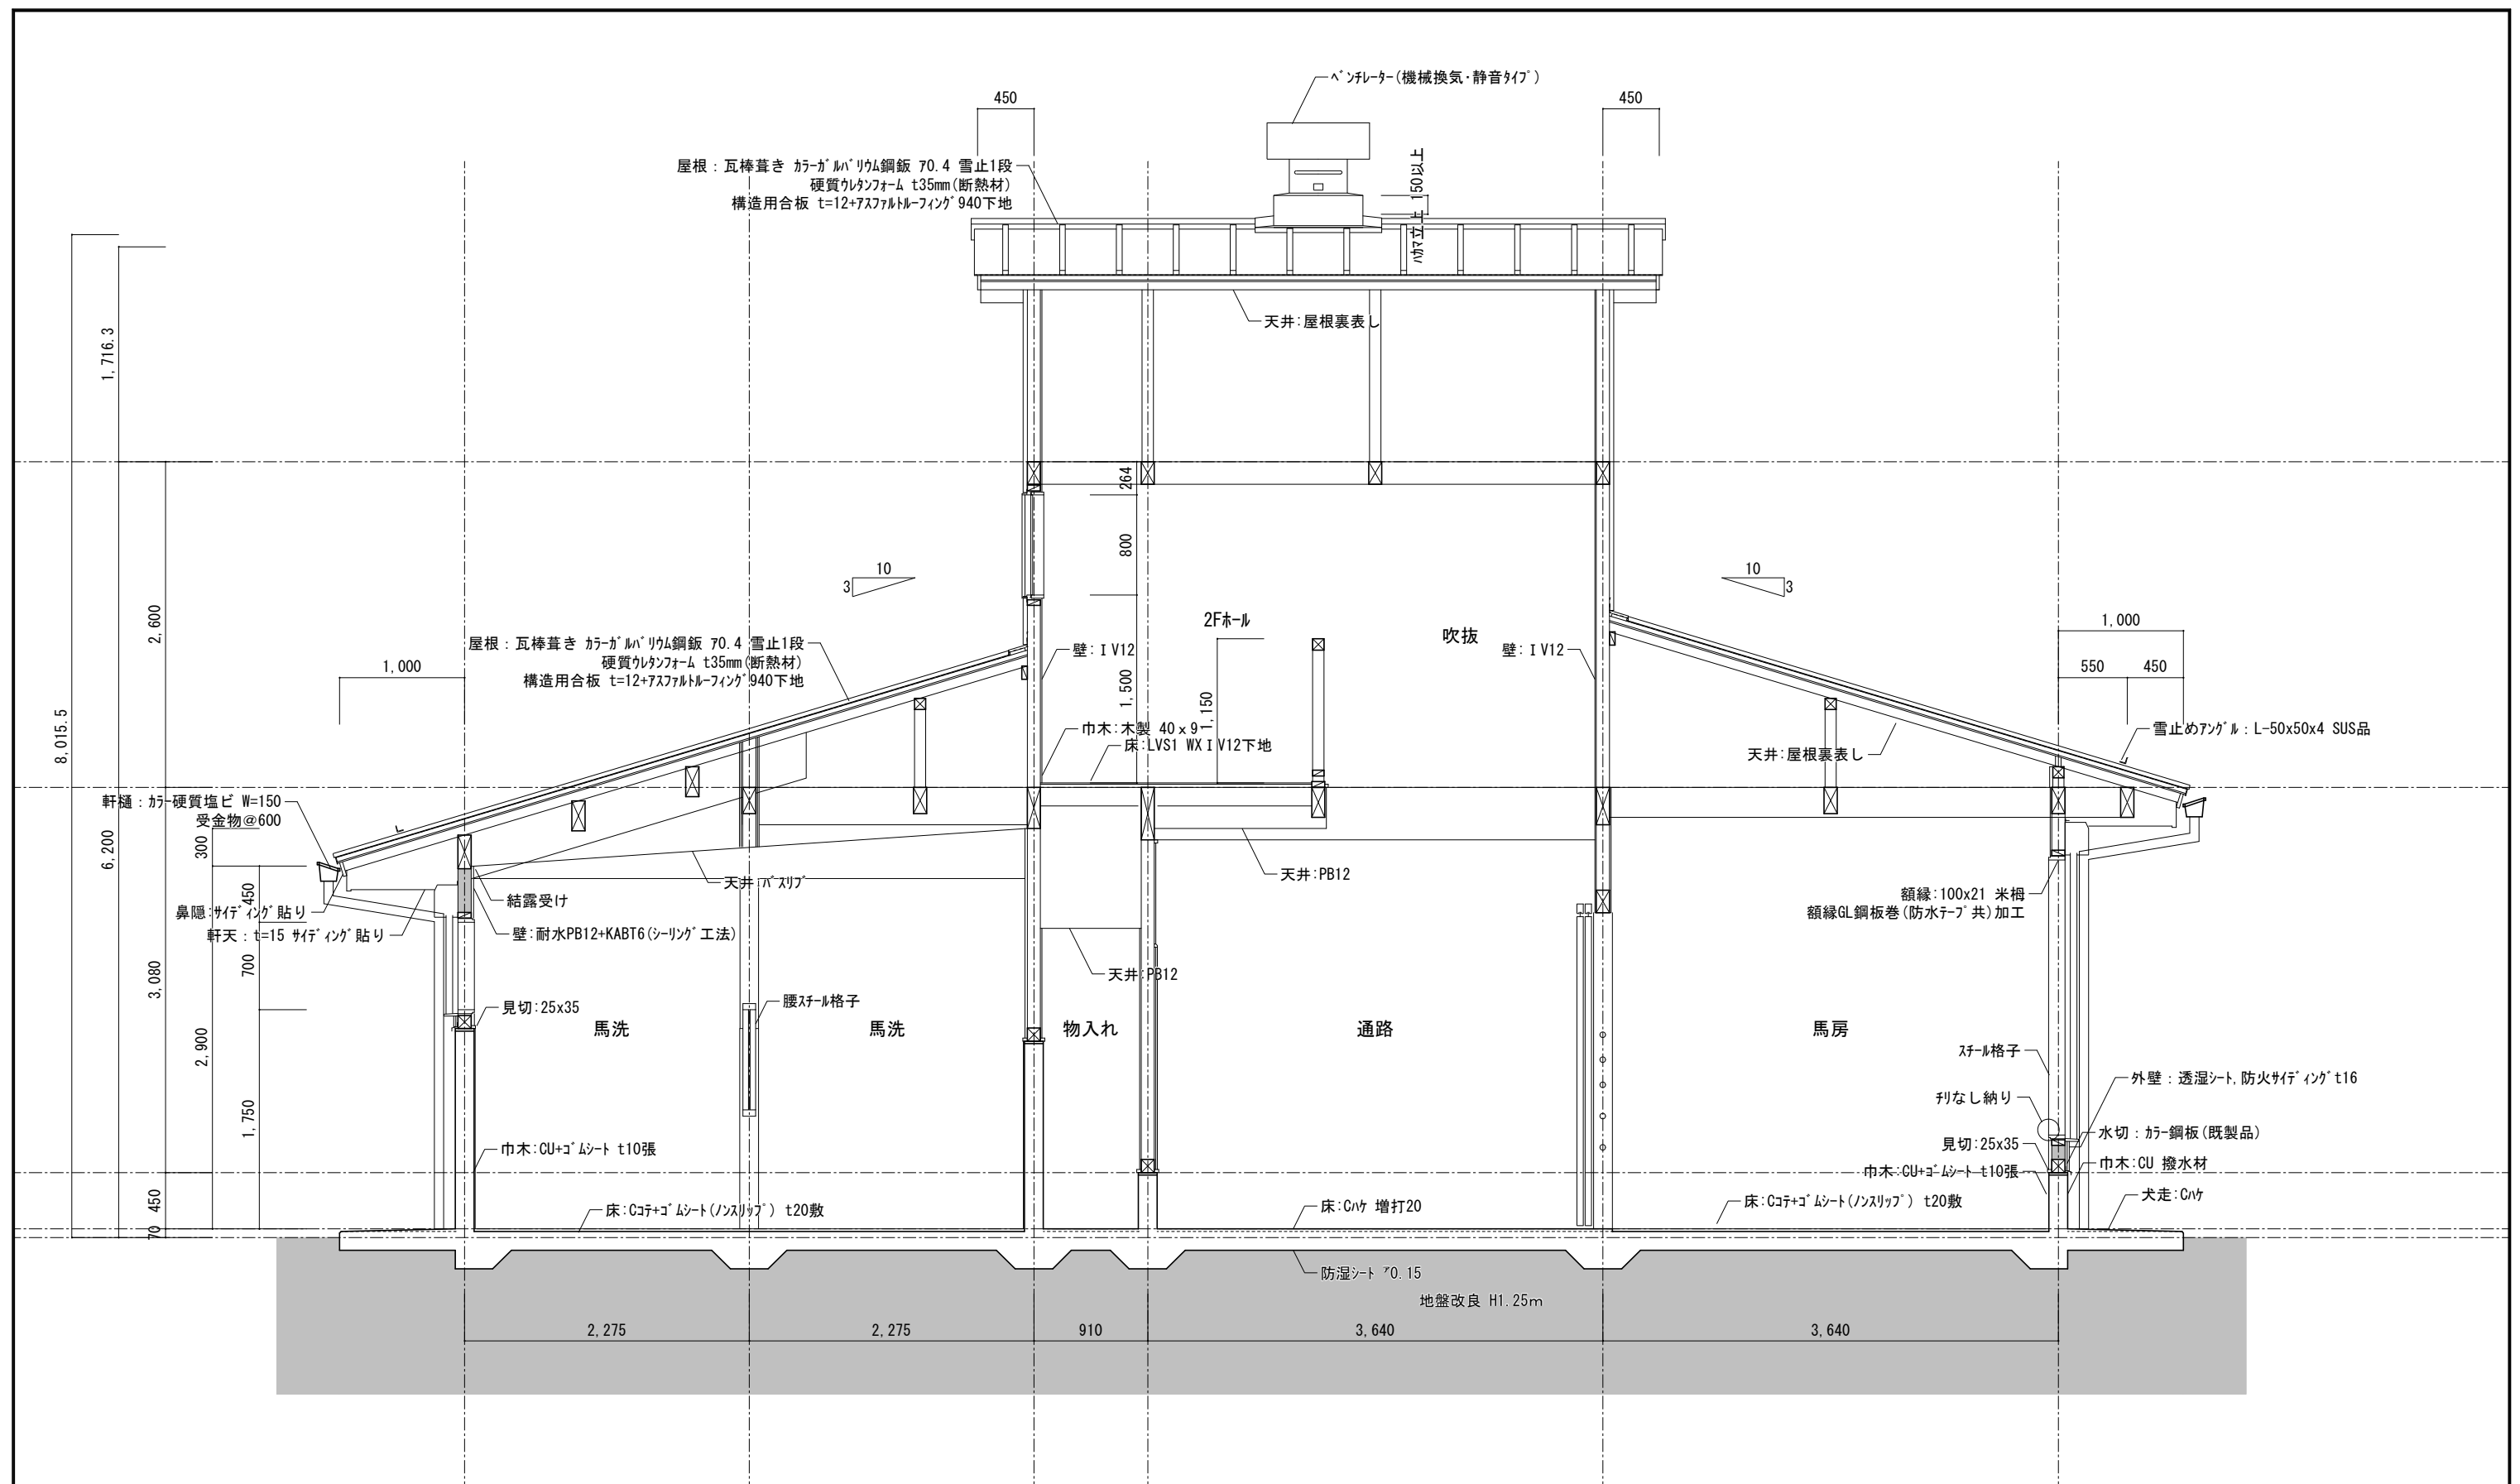 ﾍﾞﾝﾁﾚｰﾀｰ(機械換気・静音ﾀｲﾌﾟ)
450
450
屋根：瓦棒葺き ｶﾗｰｶﾞﾙﾊﾞﾘｳﾑ鋼鈑 ｱ0.4 雪止1段
硬質ｳﾚﾀﾝﾌｫｰﾑ t35mm(断熱材)
構造用合板 t=12+ｱｽﾌｧﾙﾄﾙｰﾌｨﾝｸﾞ940下地
ﾊｶﾏ立上 150以上
天井:屋根裏表し
1,716.3
264
800
10
3
10
3
2,600
2Fﾎｰﾙ
吹抜
1,000
屋根：瓦棒葺き ｶﾗｰｶﾞﾙﾊﾞﾘｳﾑ鋼鈑 ｱ0.4 雪止1段
硬質ｳﾚﾀﾝﾌｫｰﾑ t35mm(断熱材)
構造用合板 t=12+ｱｽﾌｧﾙﾄﾙｰﾌｨﾝｸﾞ940下地
壁:ＩV12
壁:ＩV12
1,000
550
450
1,500
1,150
8,015.5
巾木:木製 40×9
床:LVS1 WXＩV12下地
雪止めｱﾝｸﾞﾙ：L-50x50x4 SUS品
天井:屋根裏表し
軒樋：ｶﾗｰ硬質塩ビ W=150
受金物@600
300
6,200
天井:ﾊﾞｽﾘﾌﾞ
天井:PB12
450
結露受け
額縁:100x21 米栂
額縁GL鋼板巻(防水ﾃｰﾌﾟ共)加工
鼻隠:ｻｲﾃﾞｨﾝｸﾞ貼り
軒天：t=15 ｻｲﾃﾞｨﾝｸﾞ貼り
壁:耐水PB12+KABT6(ｼｰﾘﾝｸﾞ工法)
700
3,080
天井:PB12
見切:25x35
腰ｽﾁｰﾙ格子
馬洗
馬洗
物入れ
通路
馬房
2,900
ｽﾁｰﾙ格子
外壁：透湿ｼｰﾄ,防火ｻｲﾃﾞｨﾝｸﾞt16
ﾁﾘなし納り
1,750
水切：ｶﾗｰ鋼板(既製品)
見切:25x35
巾木:CU+ｺﾞﾑｼｰﾄ t10張
巾木:CU 撥水材
巾木:CU+ｺﾞﾑｼｰﾄ t10張
450
犬走:Cﾊｹ
床:Cｺﾃ+ｺﾞﾑｼｰﾄ(ﾉﾝｽﾘｯﾌﾟ) t20敷
床:Cﾊｹ 増打20
床:Cｺﾃ+ｺﾞﾑｼｰﾄ(ﾉﾝｽﾘｯﾌﾟ) t20敷
70
防湿ｼｰﾄ ｱ0.15
地盤改良 H1.25ｍ
2,275
2,275
910
3,640
3,640